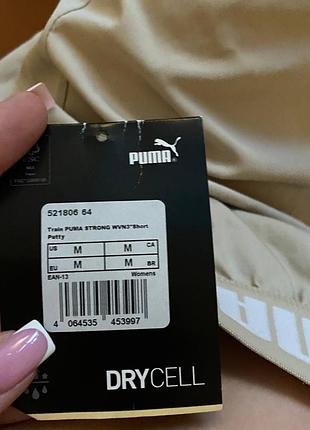 PUMA
521806 64
Train PUMA STRONG WVN3"Short
Putty
US M M CA
EU M M BR
EAN-13 Womens
4 064535 453997
DRYCELL